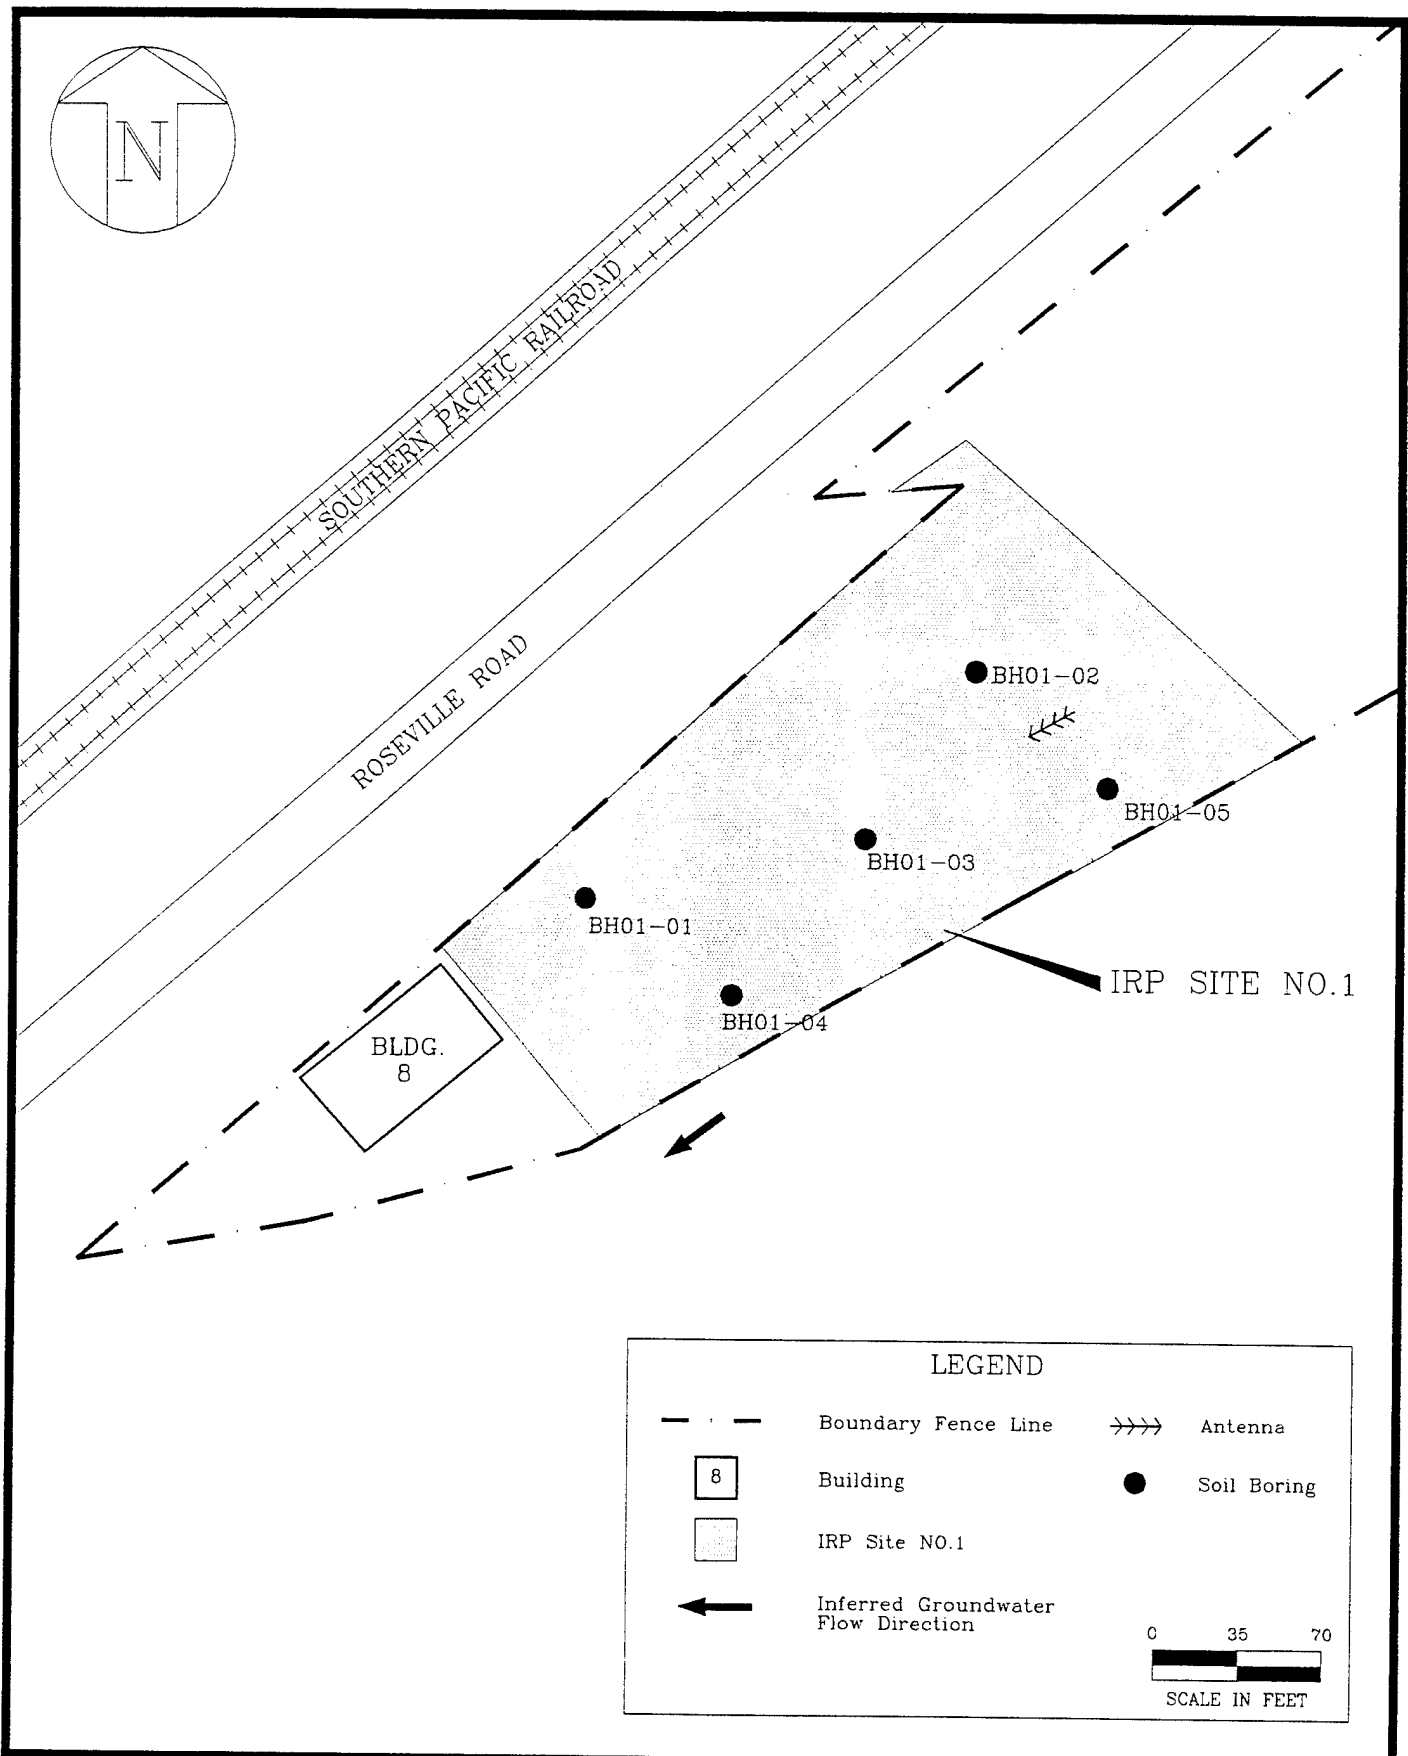 N
SOUTHERN PACIFIC RAILROAD
ROSEVILLE ROAD
BH01-02
BH01-05
BH01-03
BH01-01
IRP SITE NO.1
BH01-04
BLDG.
8
LEGEND
Boundary Fence Line
Antenna
8
Building
Soil Boring
IRP Site NO.1
Inferred Groundwater
Flow Direction
0 35 70
SCALE IN FEET